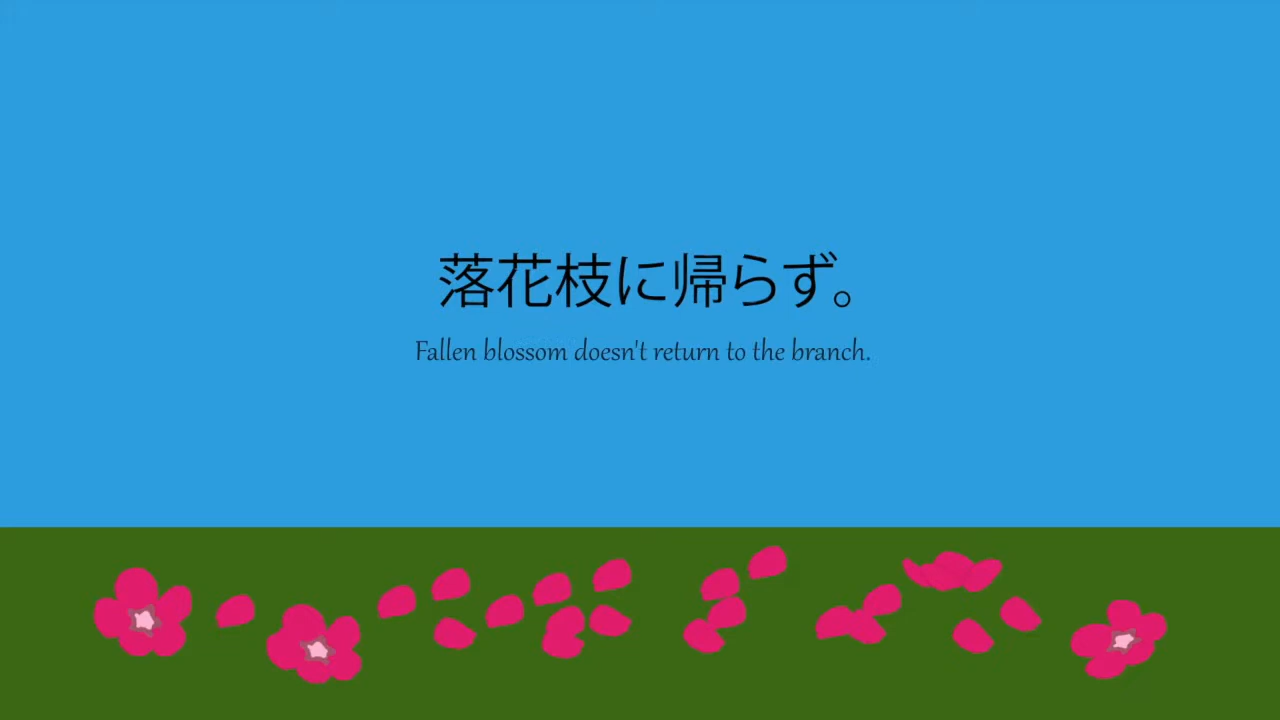 落花枝に帰らず。
Fallen blossom doesn't return to the branch.